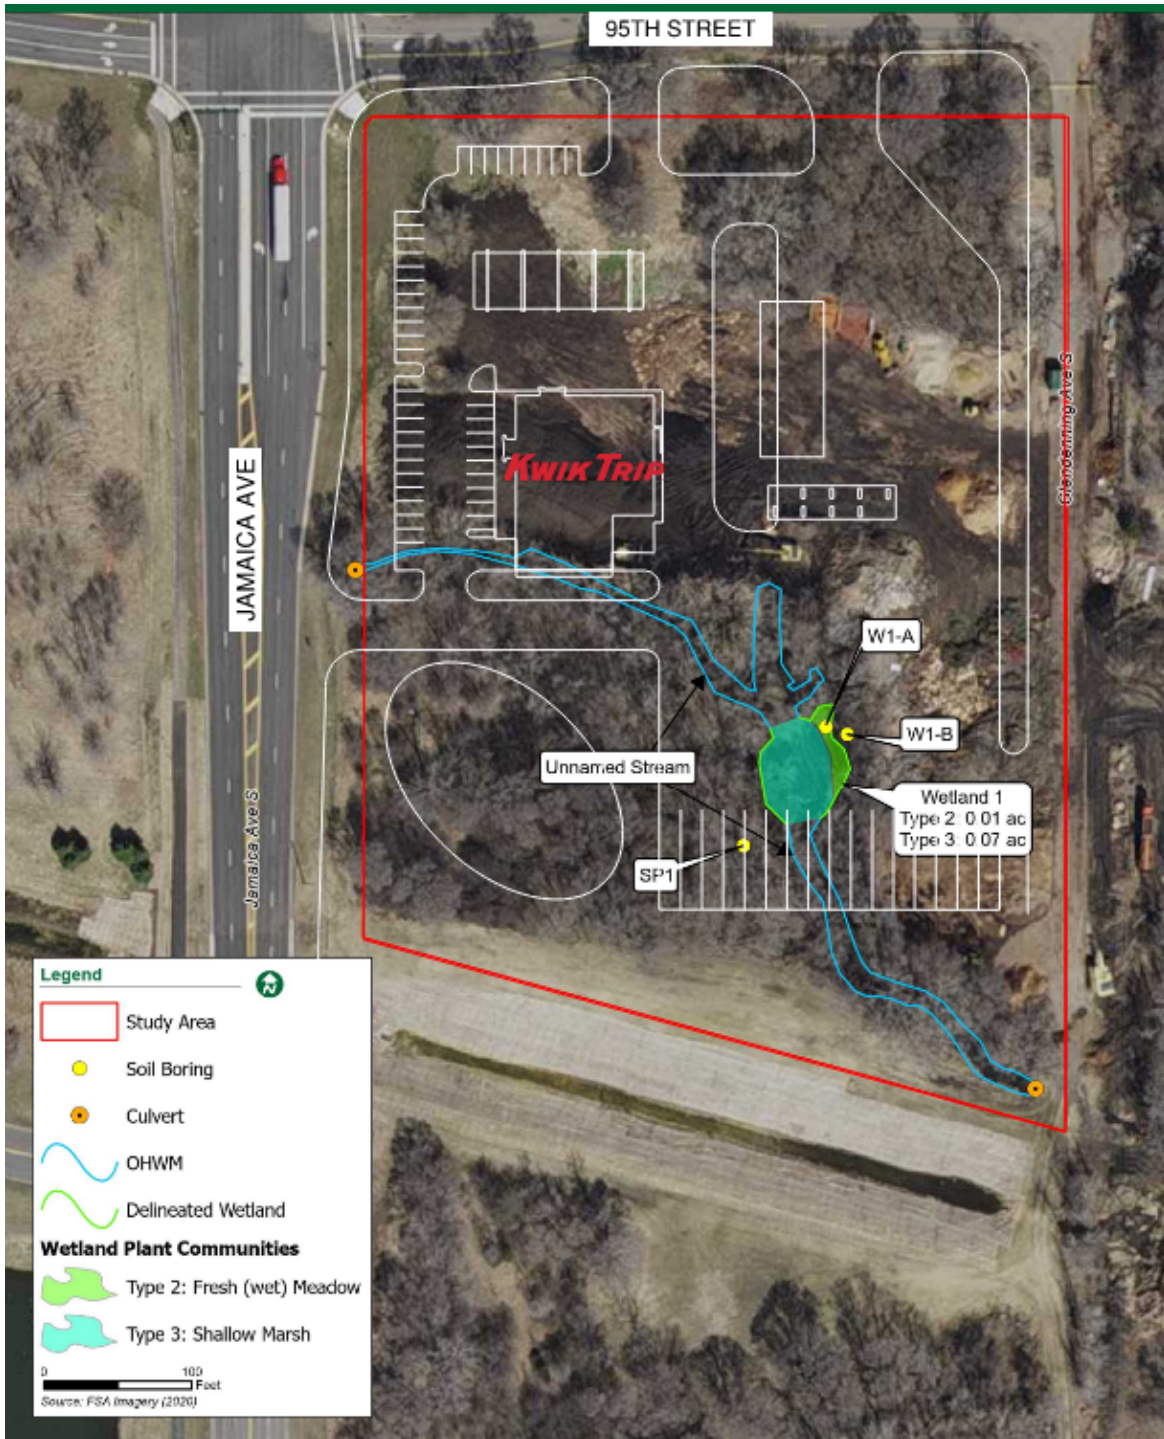 95TH STREET
KWIK TRIP
Glendenning Ave S
JAMAICA AVE
W1-A
W1-B
Unnamed Stream
Wetland 1
Type 2: 0.01 ac
Type 3: 0.07 ac
SP1
Jamaica Ave S
Legend
N
Study Area
Soil Boring
Culvert
OHWM
Delineated Wetland
Wetland Plant Communities
Type 2: Fresh (wet) Meadow
Type 3: Shallow Marsh
0 100
Feet
Source: FSA Imagery (2020)